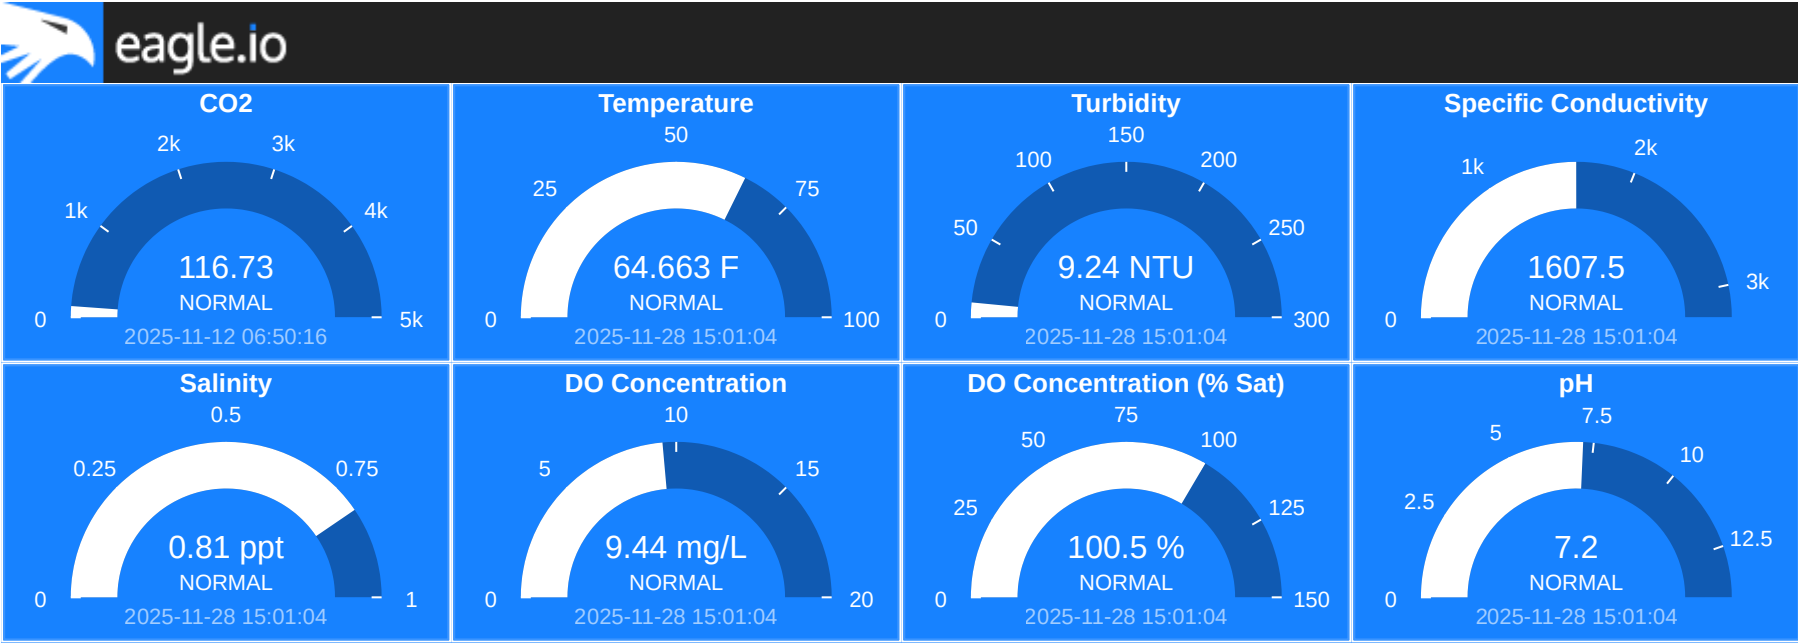 eagle.io
CO2
0
1k
2k
3k
4k
5k
116.73
NORMAL
2025-11-12 06:50:16
Temperature
0
25
50
75
100
64.663 F
NORMAL
2025-11-28 15:01:04
Turbidity
0
50
100
150
200
250
300
9.24 NTU
NORMAL
2025-11-28 15:01:04
Specific Conductivity
0
1k
2k
3k
1607.5
NORMAL
2025-11-28 15:01:04
Salinity
0
0.25
0.5
0.75
1
0.81 ppt
NORMAL
2025-11-28 15:01:04
DO Concentration
0
5
10
15
20
9.44 mg/L
NORMAL
2025-11-28 15:01:04
DO Concentration (% Sat)
0
25
50
75
100
125
150
100.5 %
NORMAL
2025-11-28 15:01:04
pH
0
2.5
5
7.5
10
12.5
7.2
NORMAL
2025-11-28 15:01:04